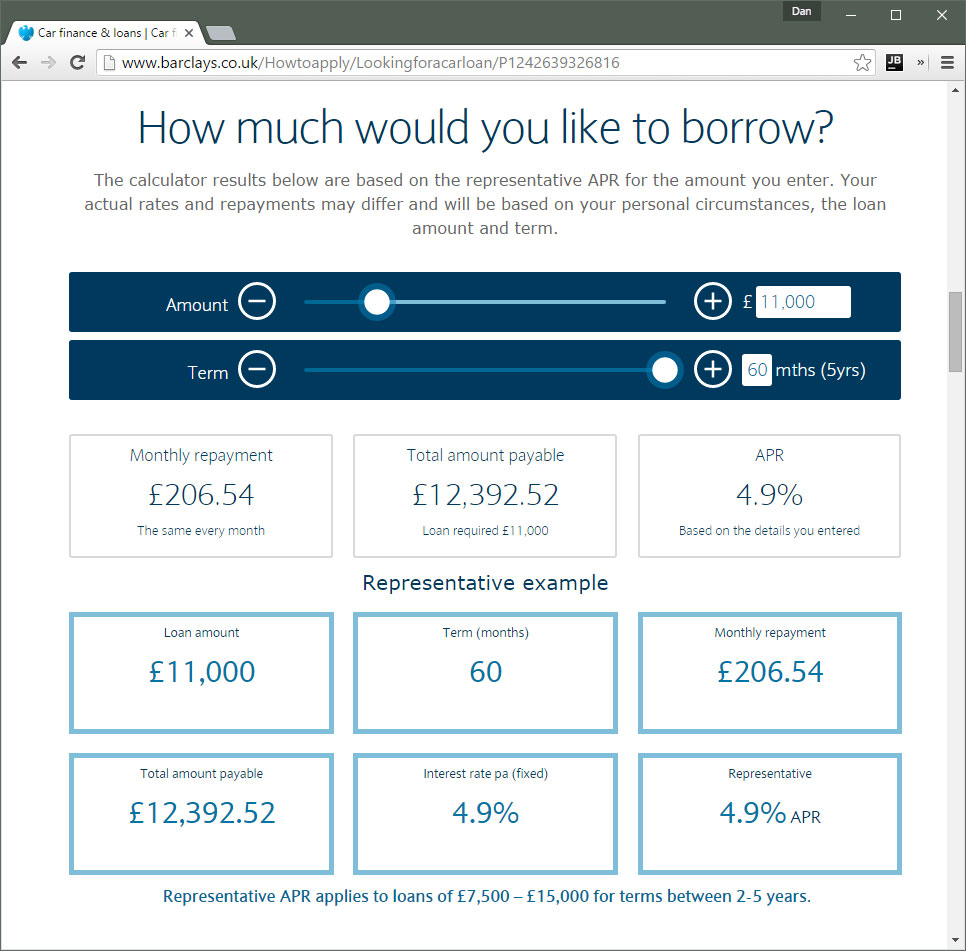 Dan
Car finance & loans | Car f
www.barclays.co.uk/Howtoapply/Lookingforacarloan/P1242639326816
JB
»
How much would you like to borrow?
The calculator results below are based on the representative APR for the amount you enter. Your
actual rates and repayments may differ and will be based on your personal circumstances, the loan
amount and term.
Amount £ 11,000
Term 60 mths (5yrs)
Monthly repayment Total amount payable APR
£206.54 £12,392.52 4.9%
The same every month Loan required £11,000 Based on the details you entered
Representative example
Loan amount Term (months) Monthly repayment
£11,000 60 £206.54
Total amount payable Interest rate pa (fixed) Representative
£12,392.52 4.9% 4.9% APR
Representative APR applies to loans of £7,500 – £15,000 for terms between 2-5 years.